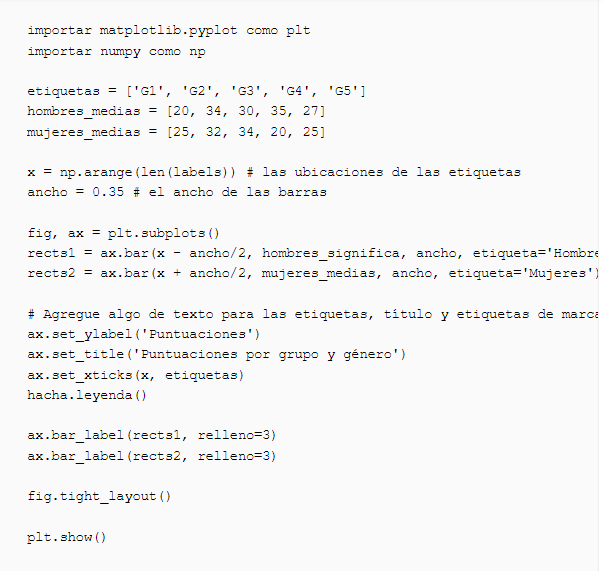 importar matplotlib.pyplot como plt
importar numpy como np
etiquetas = ['G1', 'G2', 'G3', 'G4', 'G5']
hombres_medias = [20, 34, 30, 35, 27]
mujeres_medias = [25, 32, 34, 20, 25]
x = np.arange(len(labels)) # las ubicaciones de las etiquetas
ancho = 0.35 # el ancho de las barras
fig, ax = plt.subplots()
rects1 = ax.bar(x - ancho/2, hombres_significa, ancho, etiqueta='Hombre
rects2 = ax.bar(x + ancho/2, mujeres_medias, ancho, etiqueta='Mujeres')
# Agregue algo de texto para las etiquetas, título y etiquetas de marca
ax.set_ylabel('Puntuaciones')
ax.set_title('Puntuaciones por grupo y género')
ax.set_xticks(x, etiquetas)
hacha.leyenda()
ax.bar_label(rects1, relleno=3)
ax.bar_label(rects2, relleno=3)
fig.tight_layout()
plt.show()